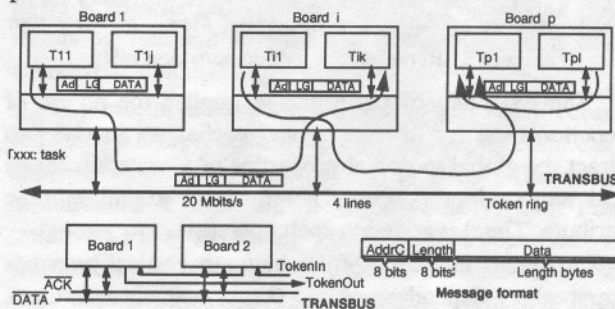 Board 1 Board i Board p
T11 T1j Ti1 Tik Tp1 Tpl
Ad LG DATA Ad LG DATA Ad LG DATA
Txxx: task
Ad LG DATA
TRANSBUS
20 Mbits/s 4 lines Token ring
Board 1 Board 2
TokenIn
TokenOut
ACK
DATA
TRANSBUS
AddrC Length Data
8 bits 8 bits Length bytes
Message format